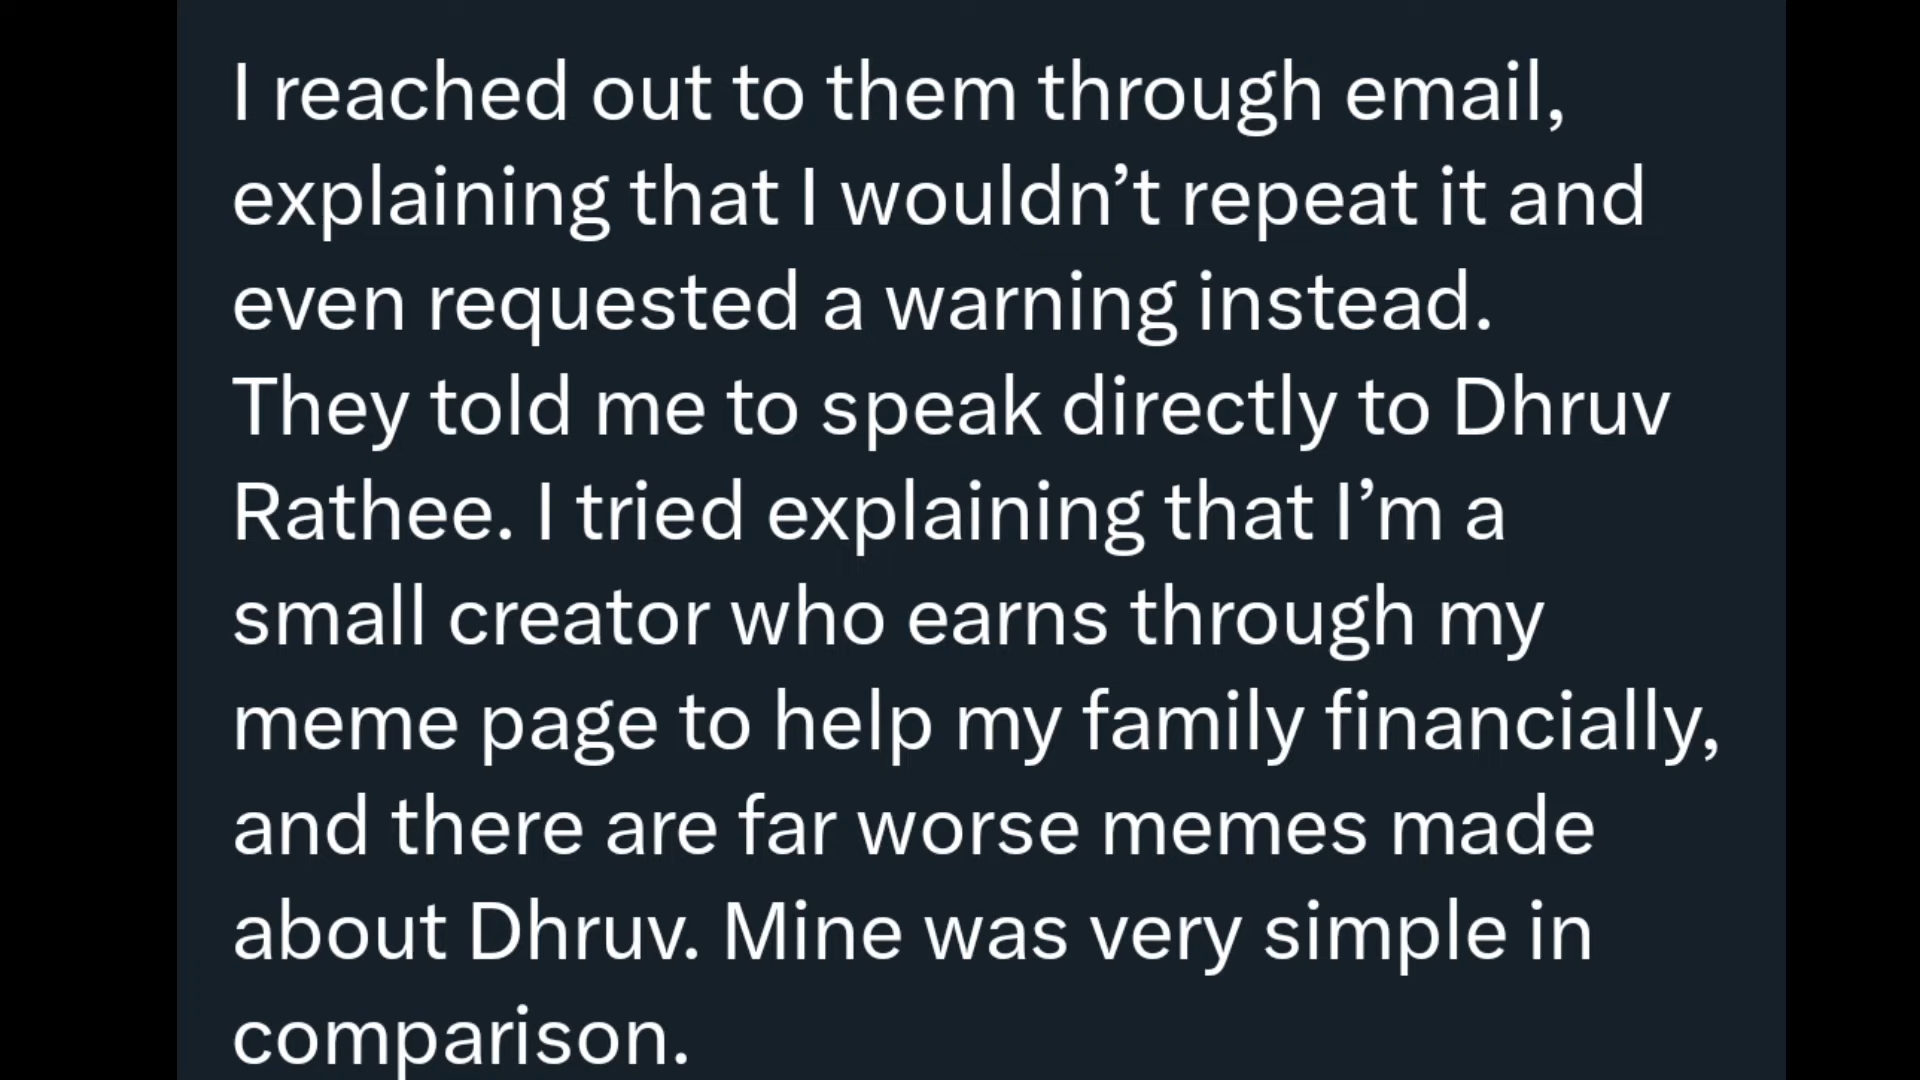 I reached out to them through email,
explaining that I wouldn’t repeat it and
even requested a warning instead.
They told me to speak directly to Dhruv
Rathee. I tried explaining that I’m a
small creator who earns through my
meme page to help my family financially,
and there are far worse memes made
about Dhruv. Mine was very simple in
comparison.